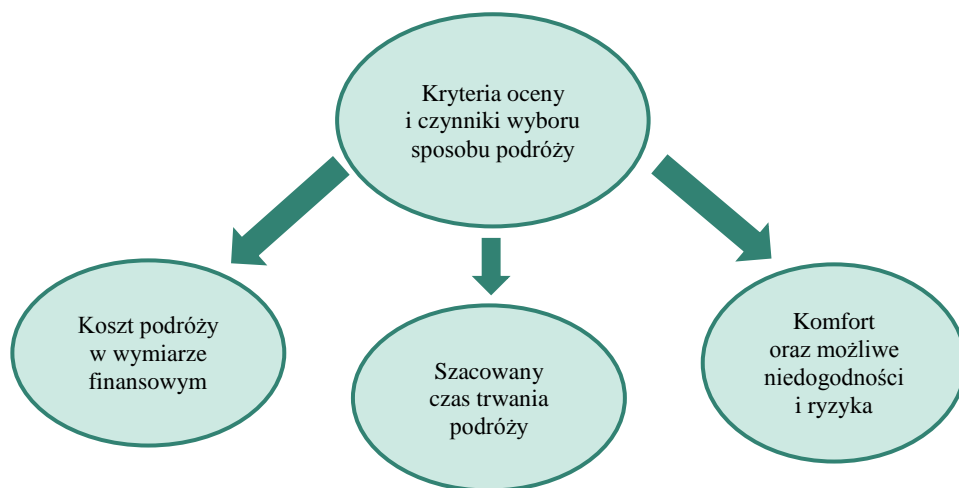 Kryteria oceny
i czynniki wyboru
sposobu podróży
Koszt podróży
w wymiarze
finansowym
Szacowany
czas trwania
podróży
Komfort
oraz możliwe
niedogodności
i ryzyka